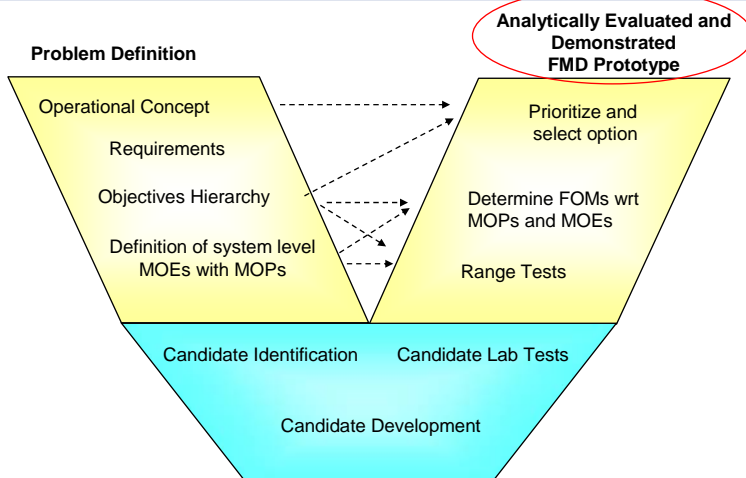 Problem Definition
Operational Concept
Requirements
Objectives Hierarchy
Definition of system level
MOEs with MOPs
Analytically Evaluated and
Demonstrated
FMD Prototype
Prioritize and
select option
Determine FOMs wrt
MOPs and MOEs
Range Tests
Candidate Identification
Candidate Lab Tests
Candidate Development